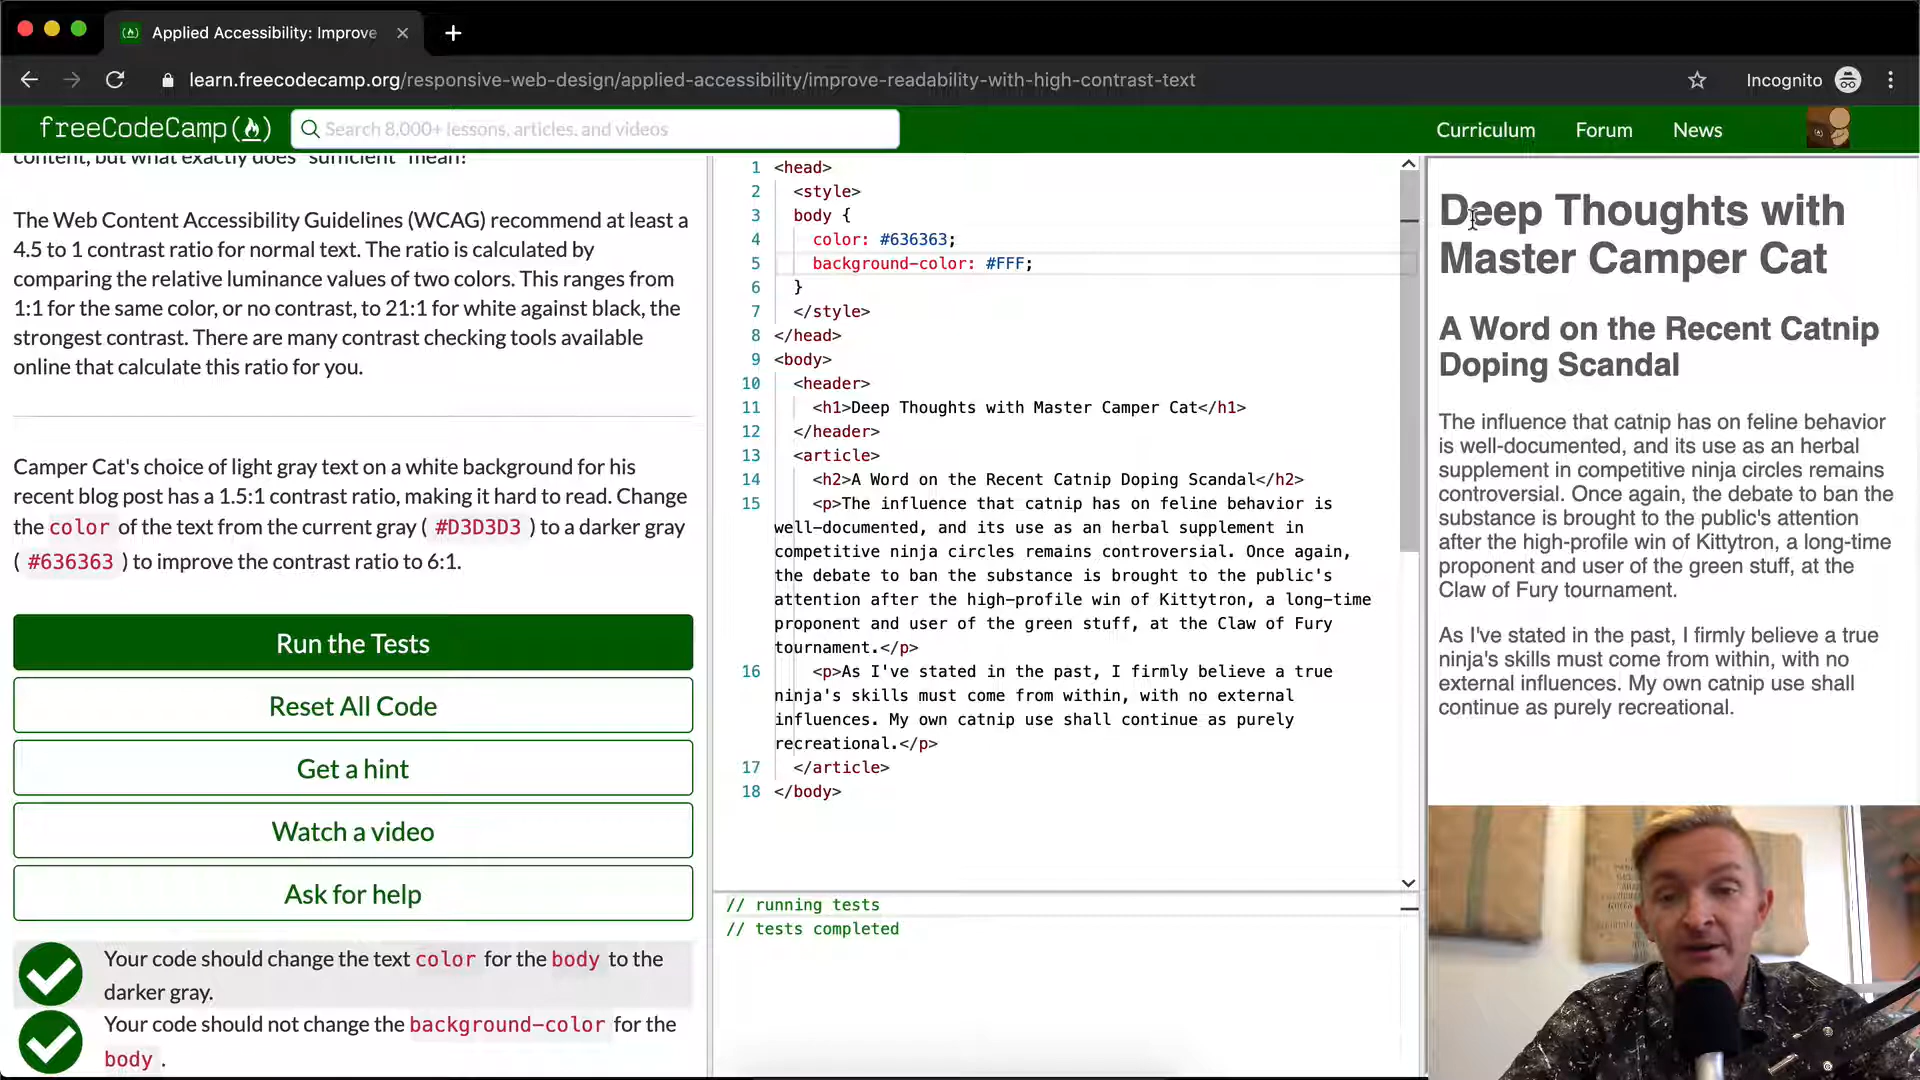 Applied Accessibility: Improve
learn.freecodecamp.org/responsive-web-design/applied-accessibility/improve-readability-with-high-contrast-text
Incognito
freeCodeCamp
Search 8,000+ lessons, articles, and videos
Curriculum
Forum
News
content, but what exactly does "sufficient" mean?
The Web Content Accessibility Guidelines (WCAG) recommend at least a
4.5 to 1 contrast ratio for normal text. The ratio is calculated by
comparing the relative luminance values of two colors. This ranges from
1:1 for the same color, or no contrast, to 21:1 for white against black, the
strongest contrast. There are many contrast checking tools available
online that calculate this ratio for you.
Camper Cat's choice of light gray text on a white background for his
recent blog post has a 1.5:1 contrast ratio, making it hard to read. Change
the color of the text from the current gray ( #D3D3D3 ) to a darker gray
( #636363 ) to improve the contrast ratio to 6:1.
Run the Tests
Reset All Code
Get a hint
Watch a video
Ask for help
Your code should change the text color for the body to the
darker gray.
Your code should not change the background-color for the
body .
1 <head>
2 <style>
3 body {
4 color: #636363;
5 background-color: #FFF;
6 }
7 </style>
8 </head>
9 <body>
10 <header>
11 <h1>Deep Thoughts with Master Camper Cat</h1>
12 </header>
13 <article>
14 <h2>A Word on the Recent Catnip Doping Scandal</h2>
15 <p>The influence that catnip has on feline behavior is
well-documented, and its use as an herbal supplement in
competitive ninja circles remains controversial. Once again,
the debate to ban the substance is brought to the public's
attention after the high-profile win of Kittytron, a long-time
proponent and user of the green stuff, at the Claw of Fury
tournament.</p>
16 <p>As I've stated in the past, I firmly believe a true
ninja's skills must come from within, with no external
influences. My own catnip use shall continue as purely
recreational.</p>
17 </article>
18 </body>
// running tests
// tests completed
Deep Thoughts with
Master Camper Cat
A Word on the Recent Catnip
Doping Scandal
The influence that catnip has on feline behavior
is well-documented, and its use as an herbal
supplement in competitive ninja circles remains
controversial. Once again, the debate to ban the
substance is brought to the public's attention
after the high-profile win of Kittytron, a long-time
proponent and user of the green stuff, at the
Claw of Fury tournament.
As I've stated in the past, I firmly believe a true
ninja's skills must come from within, with no
external influences. My own catnip use shall
continue as purely recreational.